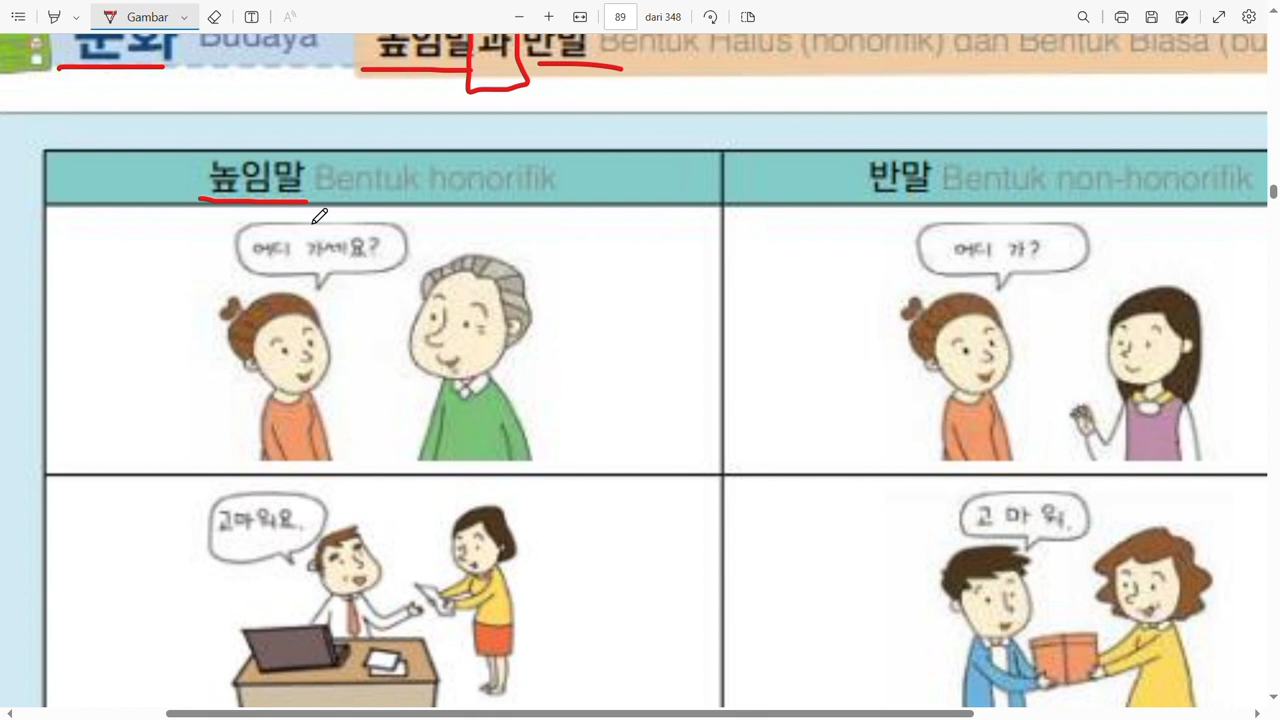 Gambar
89 dari 348
문화 Budaya
높임말과 반말 Bentuk Halus (honorifik) dan Bentuk Biasa (bu
높임말 Bentuk honorifik
반말 Bentuk non-honorifik
어디 가세요?
어디 가?
고마워요.
고 마 워.